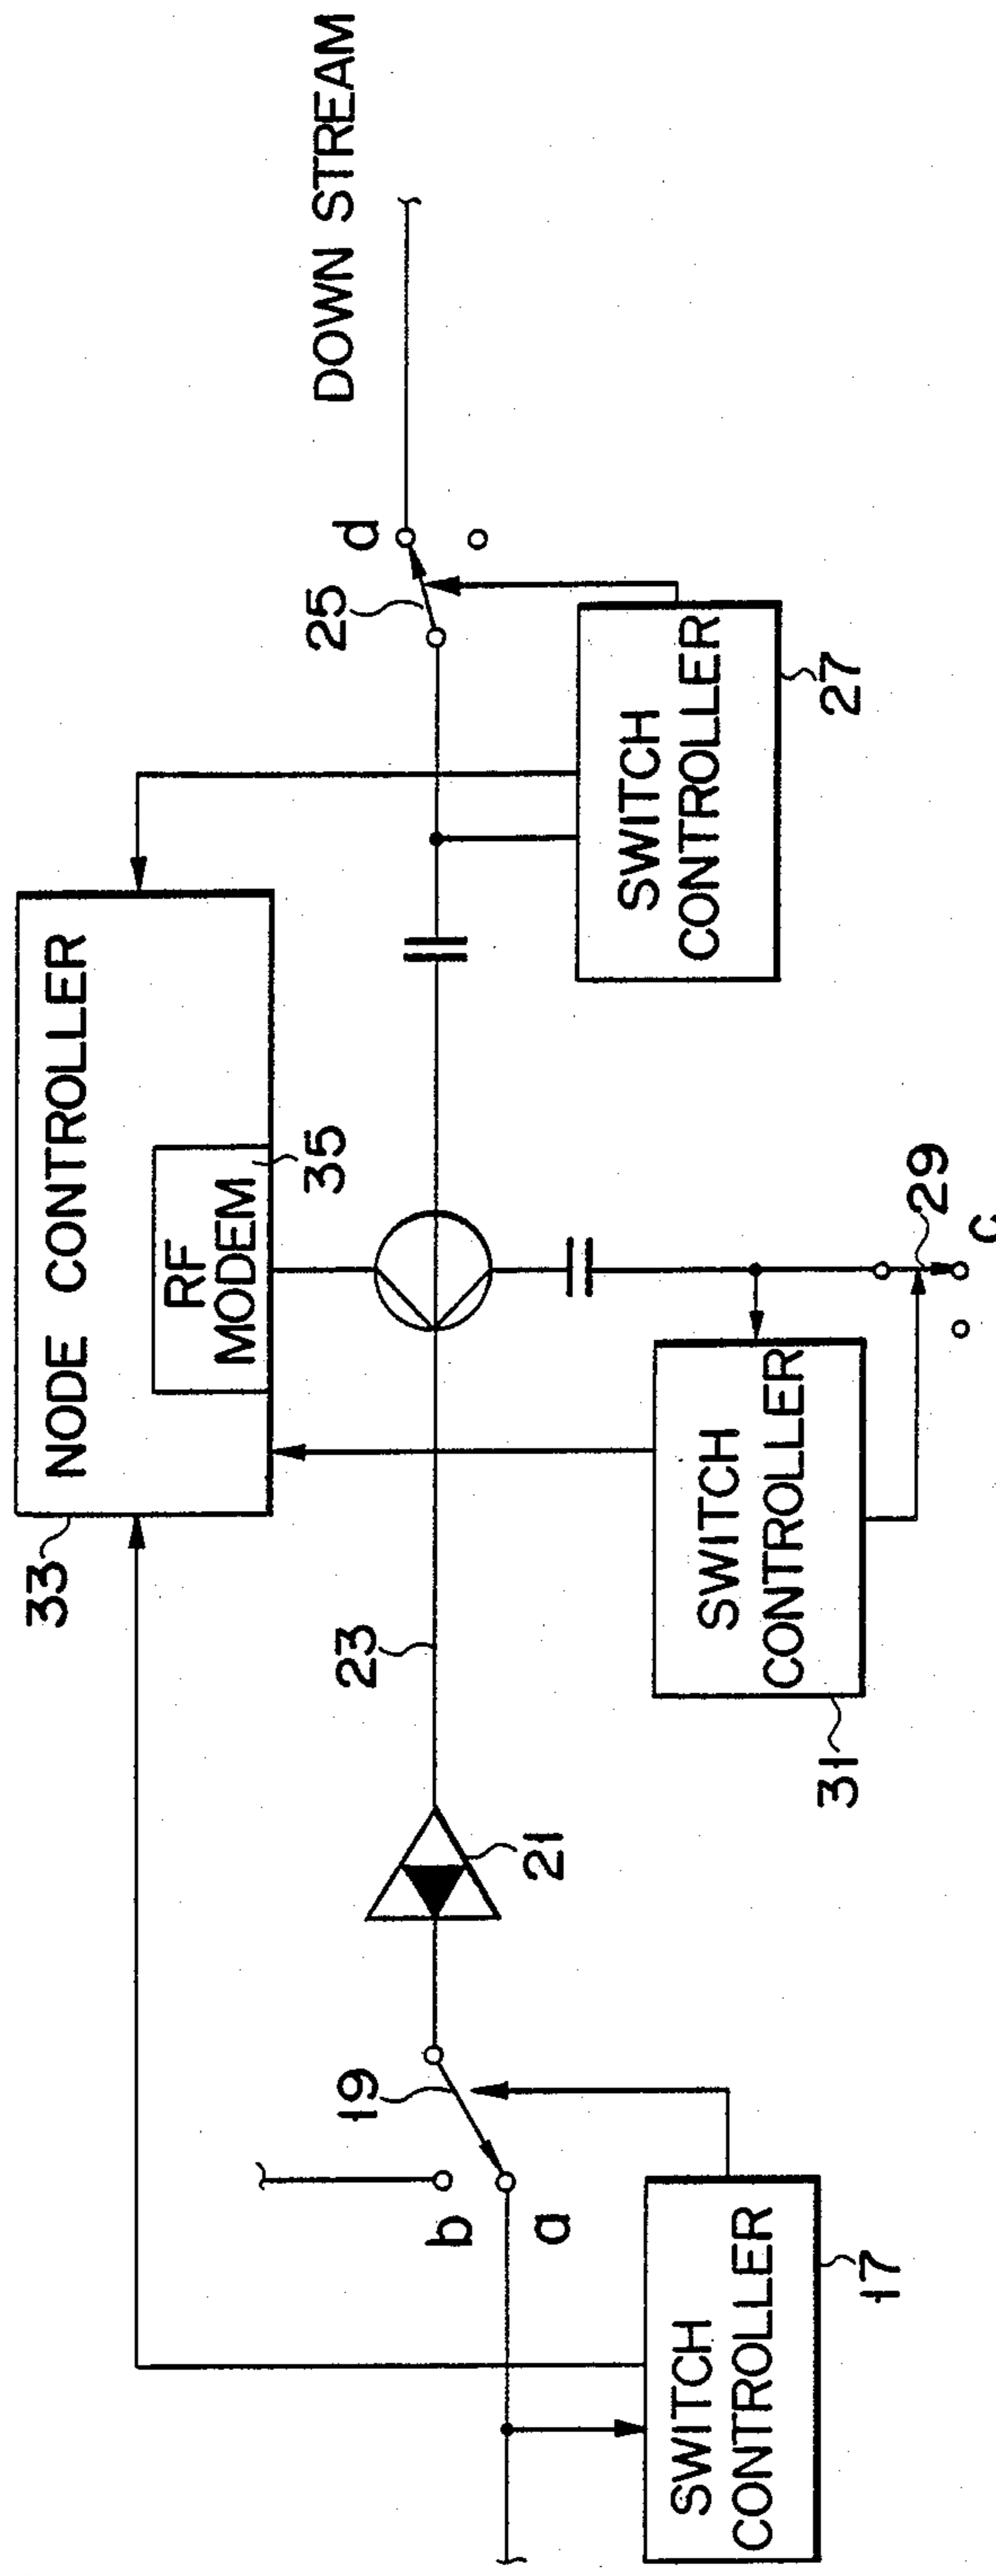 NODE CONTROLLER
33
RF
MODEM
35
DOWN STREAM
19
b
a
21
23
25
d
SWITCH
CONTROLLER
17
SWITCH
CONTROLLER
31
29
c
SWITCH
CONTROLLER
27